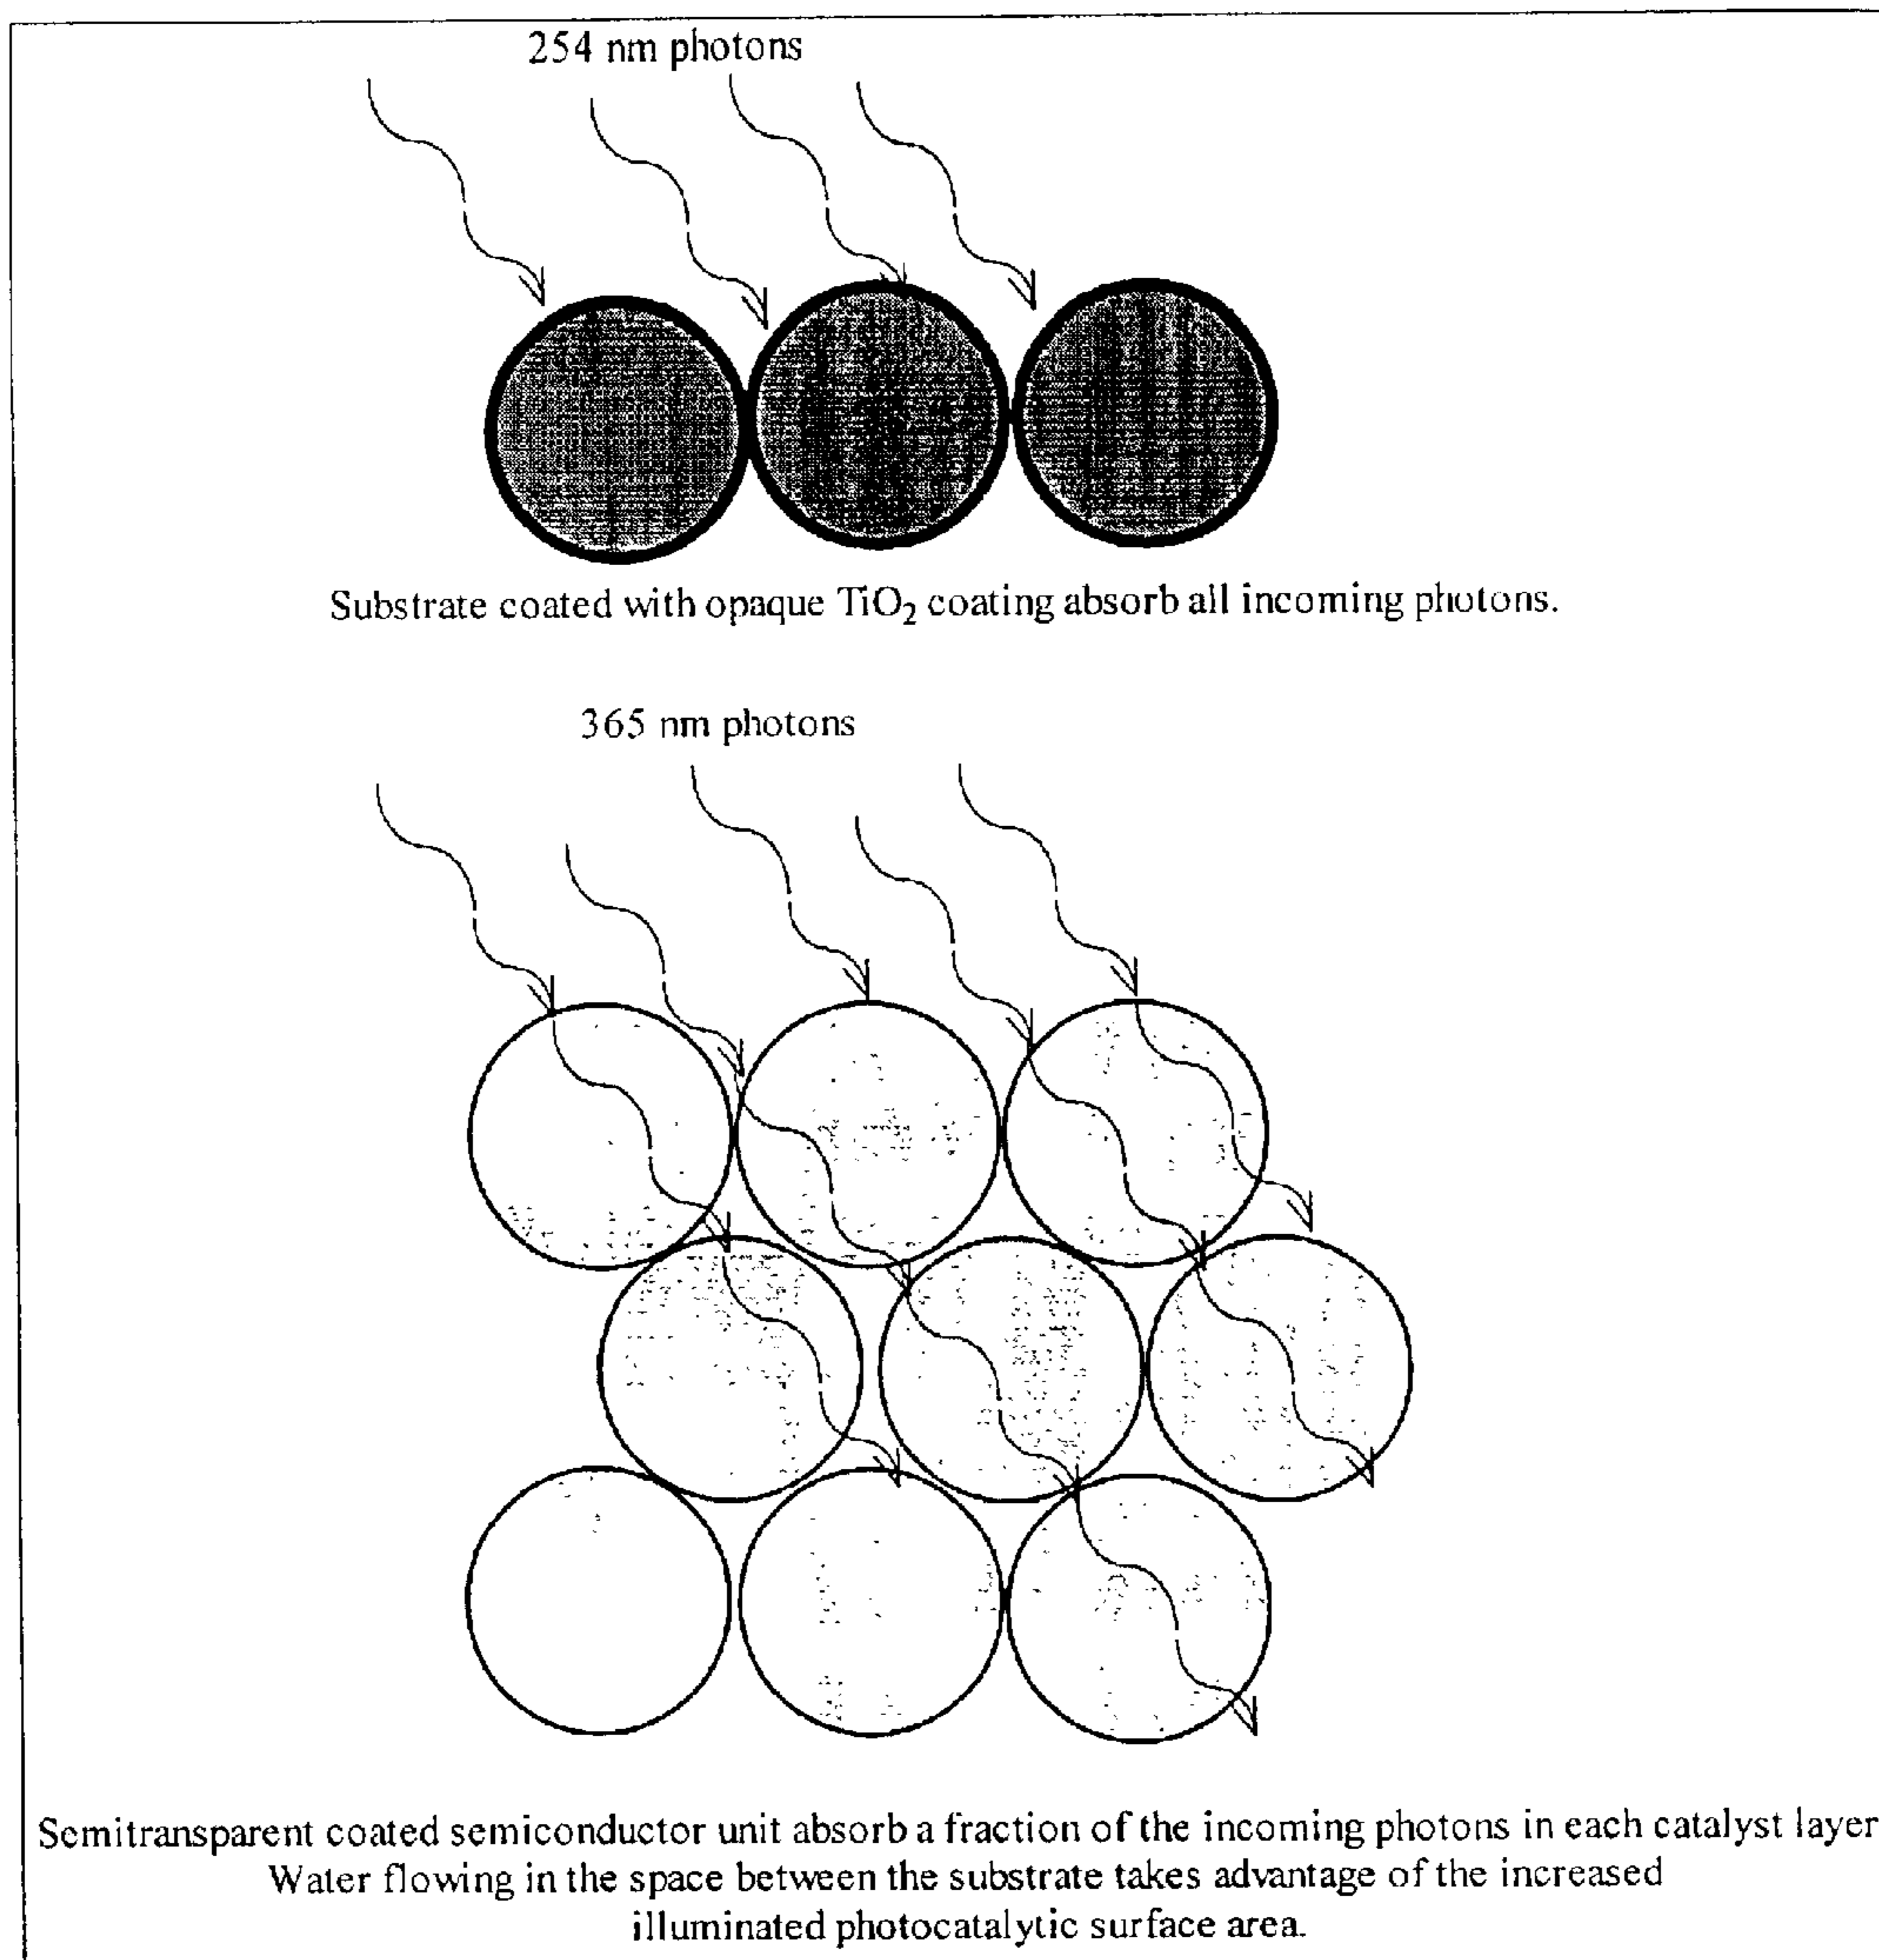 254 nm photons
Substrate coated with opaque TiO₂ coating absorb all incoming photons.
365 nm photons
Semitransparent coated semiconductor unit absorb a fraction of the incoming photons in each catalyst layer
Water flowing in the space between the substrate takes advantage of the increased
illuminated photocatalytic surface area.